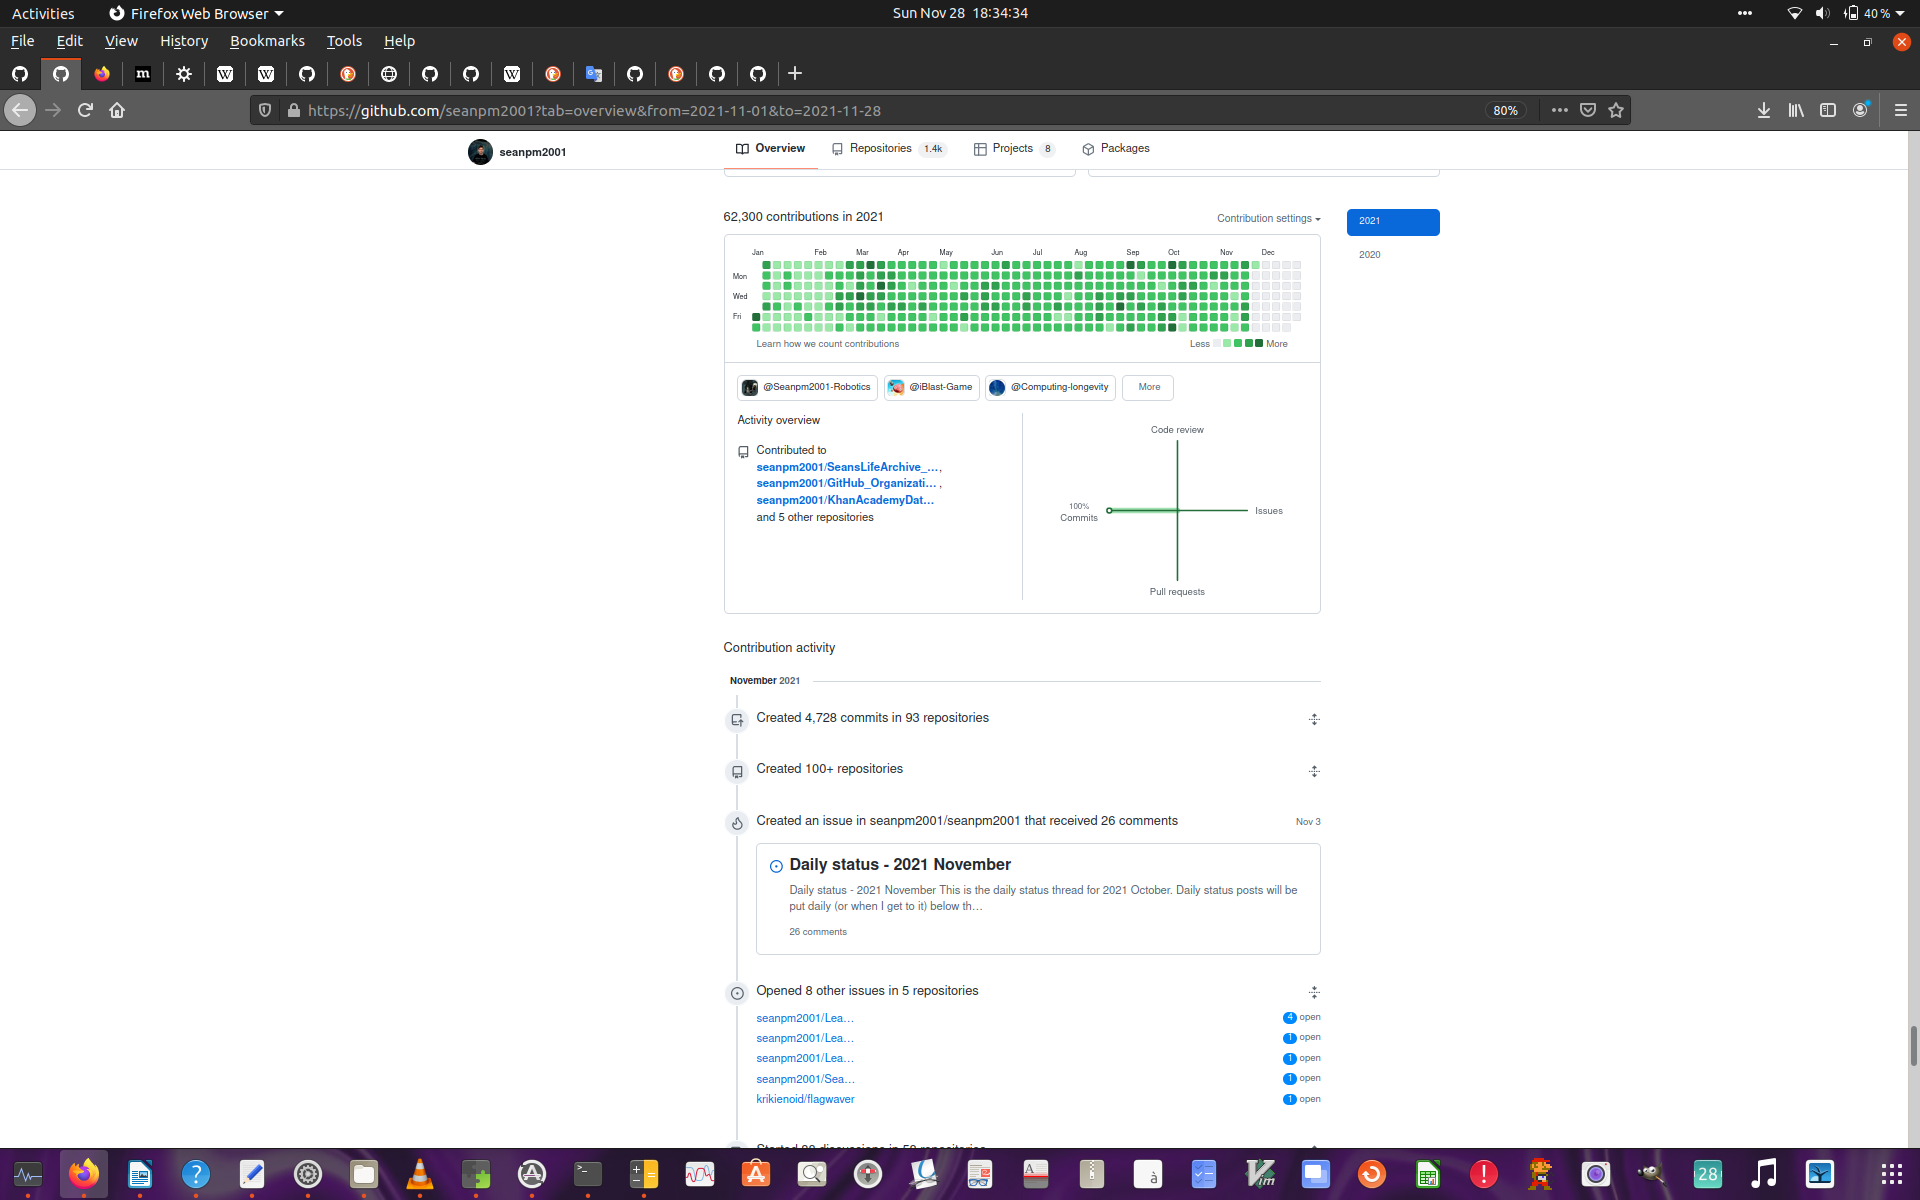 Activities
Firefox Web Browser
Sun Nov 28 18:34:34
40 %
File Edit View History Bookmarks Tools Help
https://github.com/seanpm2001?tab=overview&from=2021-11-01&to=2021-11-28
80%
seanpm2001
Overview
Repositories 1.4k
Projects 8
Packages
62,300 contributions in 2021
Contribution settings
2021
2020
Jan Feb Mar Apr May Jun Jul Aug Sep Oct Nov Dec
Mon
Wed
Fri
Learn how we count contributions
Less More
@Seanpm2001-Robotics
@iBlast-Game
@Computing-longevity
More
Activity overview
Contributed to
seanpm2001/SeansLifeArchive_…,
seanpm2001/GitHub_Organizati… ,
seanpm2001/KhanAcademyDat…
and 5 other repositories
Code review
100%
Commits
Issues
Pull requests
Contribution activity
November 2021
Created 4,728 commits in 93 repositories
Created 100+ repositories
Created an issue in seanpm2001/seanpm2001 that received 26 comments
Nov 3
Daily status - 2021 November
Daily status - 2021 November This is the daily status thread for 2021 October. Daily status posts will be
put daily (or when I get to it) below th…
26 comments
Opened 8 other issues in 5 repositories
seanpm2001/Lea… 4 open
seanpm2001/Lea… 1 open
seanpm2001/Lea… 1 open
seanpm2001/Sea… 1 open
krikienoid/flagwaver 1 open
28